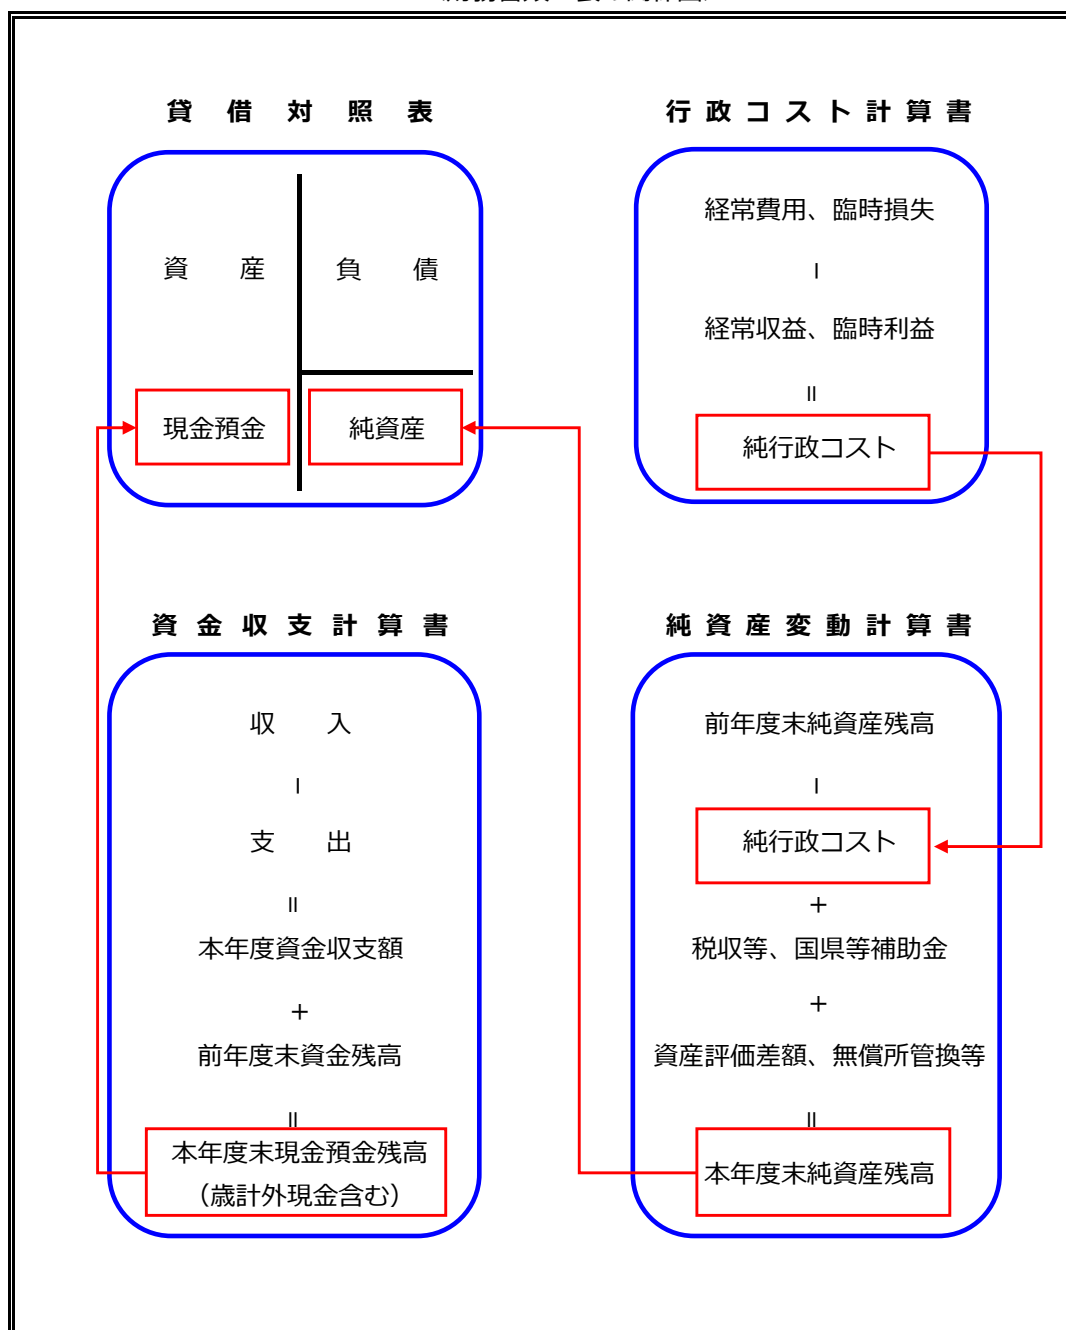 貸借対照表
資産
負債
現金預金
純資産
行政コスト計算書
経常費用、臨時損失
－
経常収益、臨時利益
＝
純行政コスト
資金収支計算書
収入
－
支出
＝
本年度資金収支額
＋
前年度末資金残高
＝
本年度末現金預金残高
（歳計外現金含む）
純資産変動計算書
前年度末純資産残高
－
純行政コスト
＋
税収等、国県等補助金
＋
資産評価差額、無償所管換等
＝
本年度末純資産残高